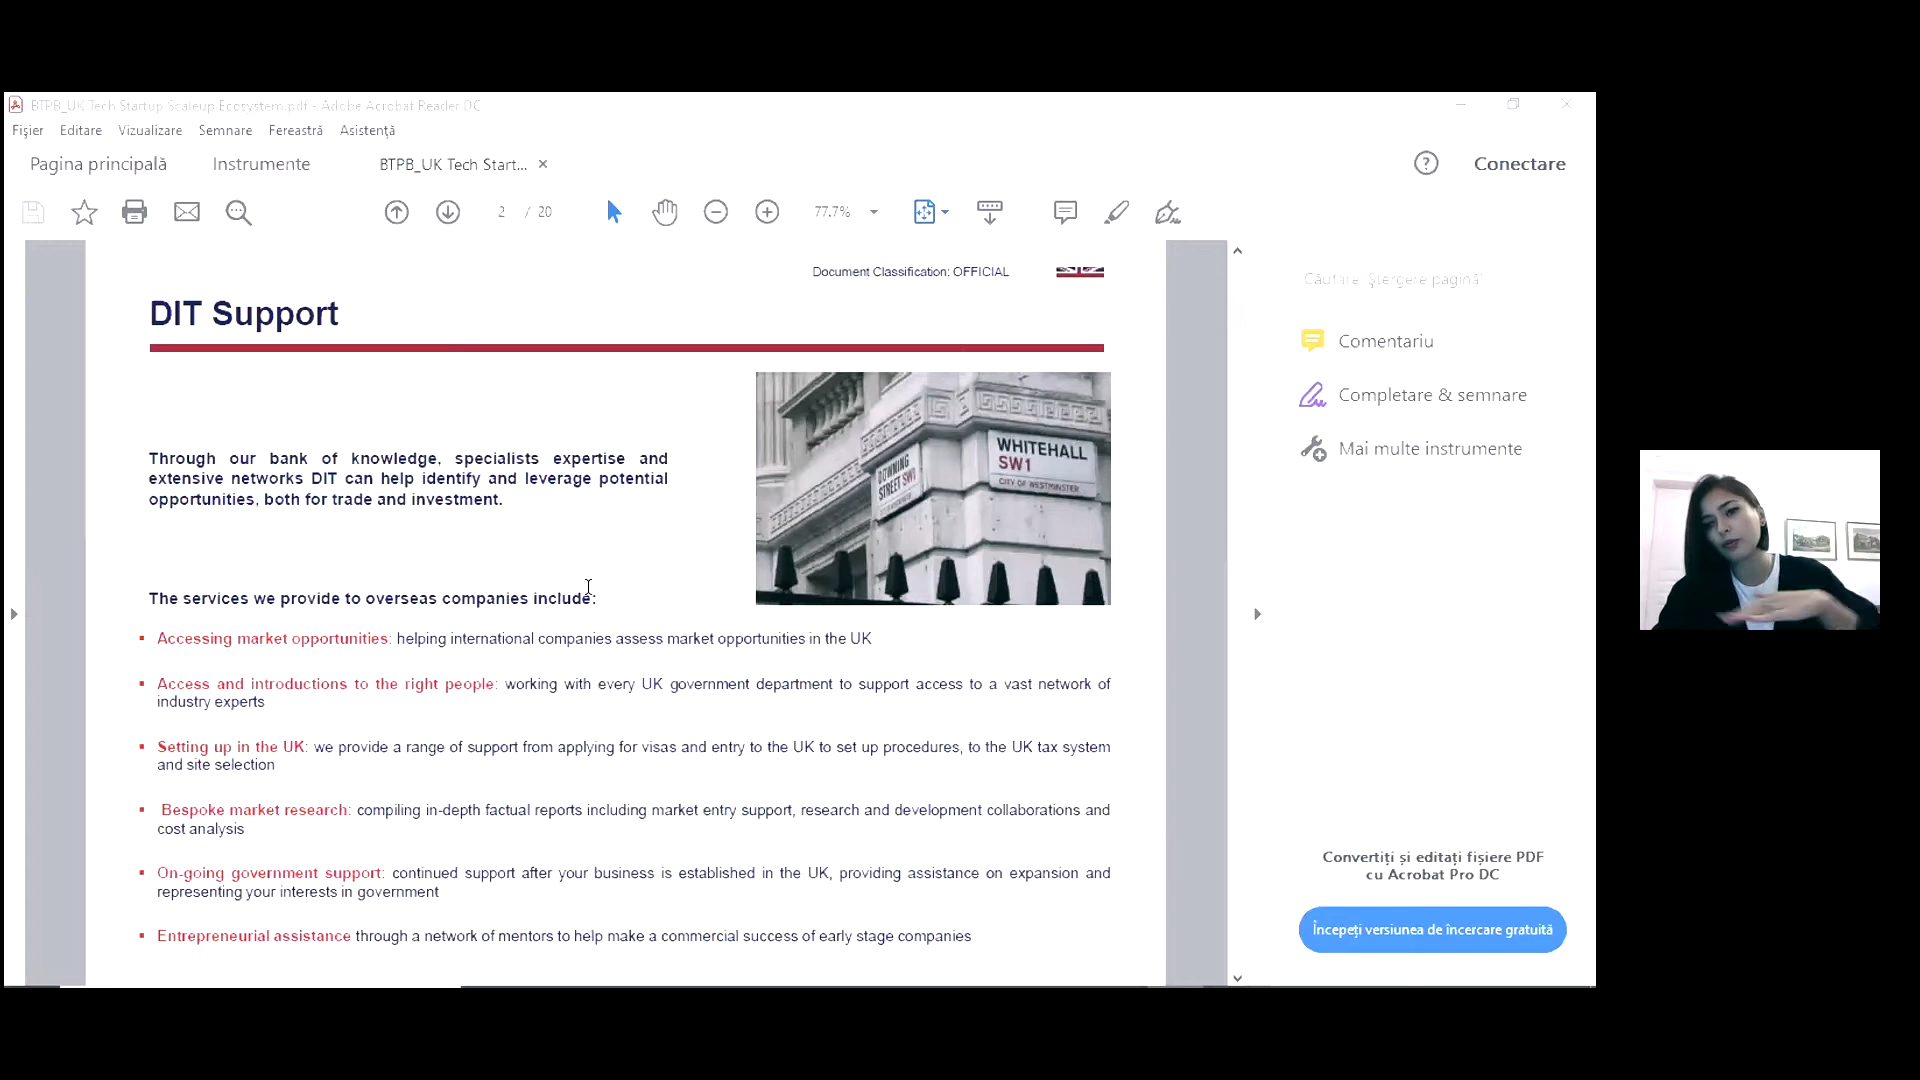 BTPB_UK Tech Startup Scaleup Ecosystem.pdf - Adobe Acrobat Reader DC
Fișier Editare Vizualizare Semnare Fereastră Asistență
Pagina principală Instrumente BTPB_UK Tech Start... ×
? Conectare
2 / 20 77.7%
Document Classification: OFFICIAL
DIT Support
Through our bank of knowledge, specialists expertise and
extensive networks DIT can help identify and leverage potential
opportunities, both for trade and investment.
WHITEHALL
SW1
CITY OF WESTMINSTER
DOWNING
STREET SW1
The services we provide to overseas companies include:
▪ Accessing market opportunities: helping international companies assess market opportunities in the UK
▪ Access and introductions to the right people: working with every UK government department to support access to a vast network of
industry experts
▪ Setting up in the UK: we provide a range of support from applying for visas and entry to the UK to set up procedures, to the UK tax system
and site selection
▪ Bespoke market research: compiling in-depth factual reports including market entry support, research and development collaborations and
cost analysis
▪ On-going government support: continued support after your business is established in the UK, providing assistance on expansion and
representing your interests in government
▪ Entrepreneurial assistance through a network of mentors to help make a commercial success of early stage companies
Căutare 'Ștergere pagină'
Comentariu
Completare & semnare
Mai multe instrumente
Convertiți și editați fișiere PDF
cu Acrobat Pro DC
Începeți versiunea de încercare gratuită